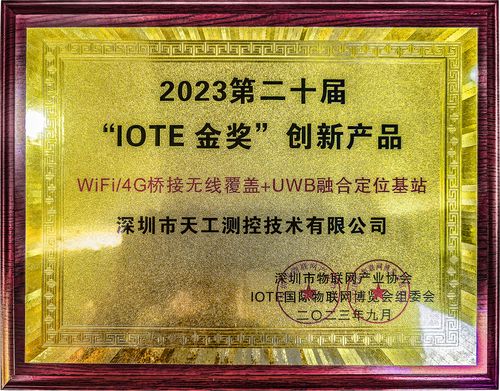 2023第二十届
“IOTE 金奖”创新产品
WiFi/4G桥接无线覆盖+UWB融合定位基站
深圳市天工测控技术有限公司
深圳市物联网产业协会
IOTE国际物联网博览会组委会
二〇二三年九月